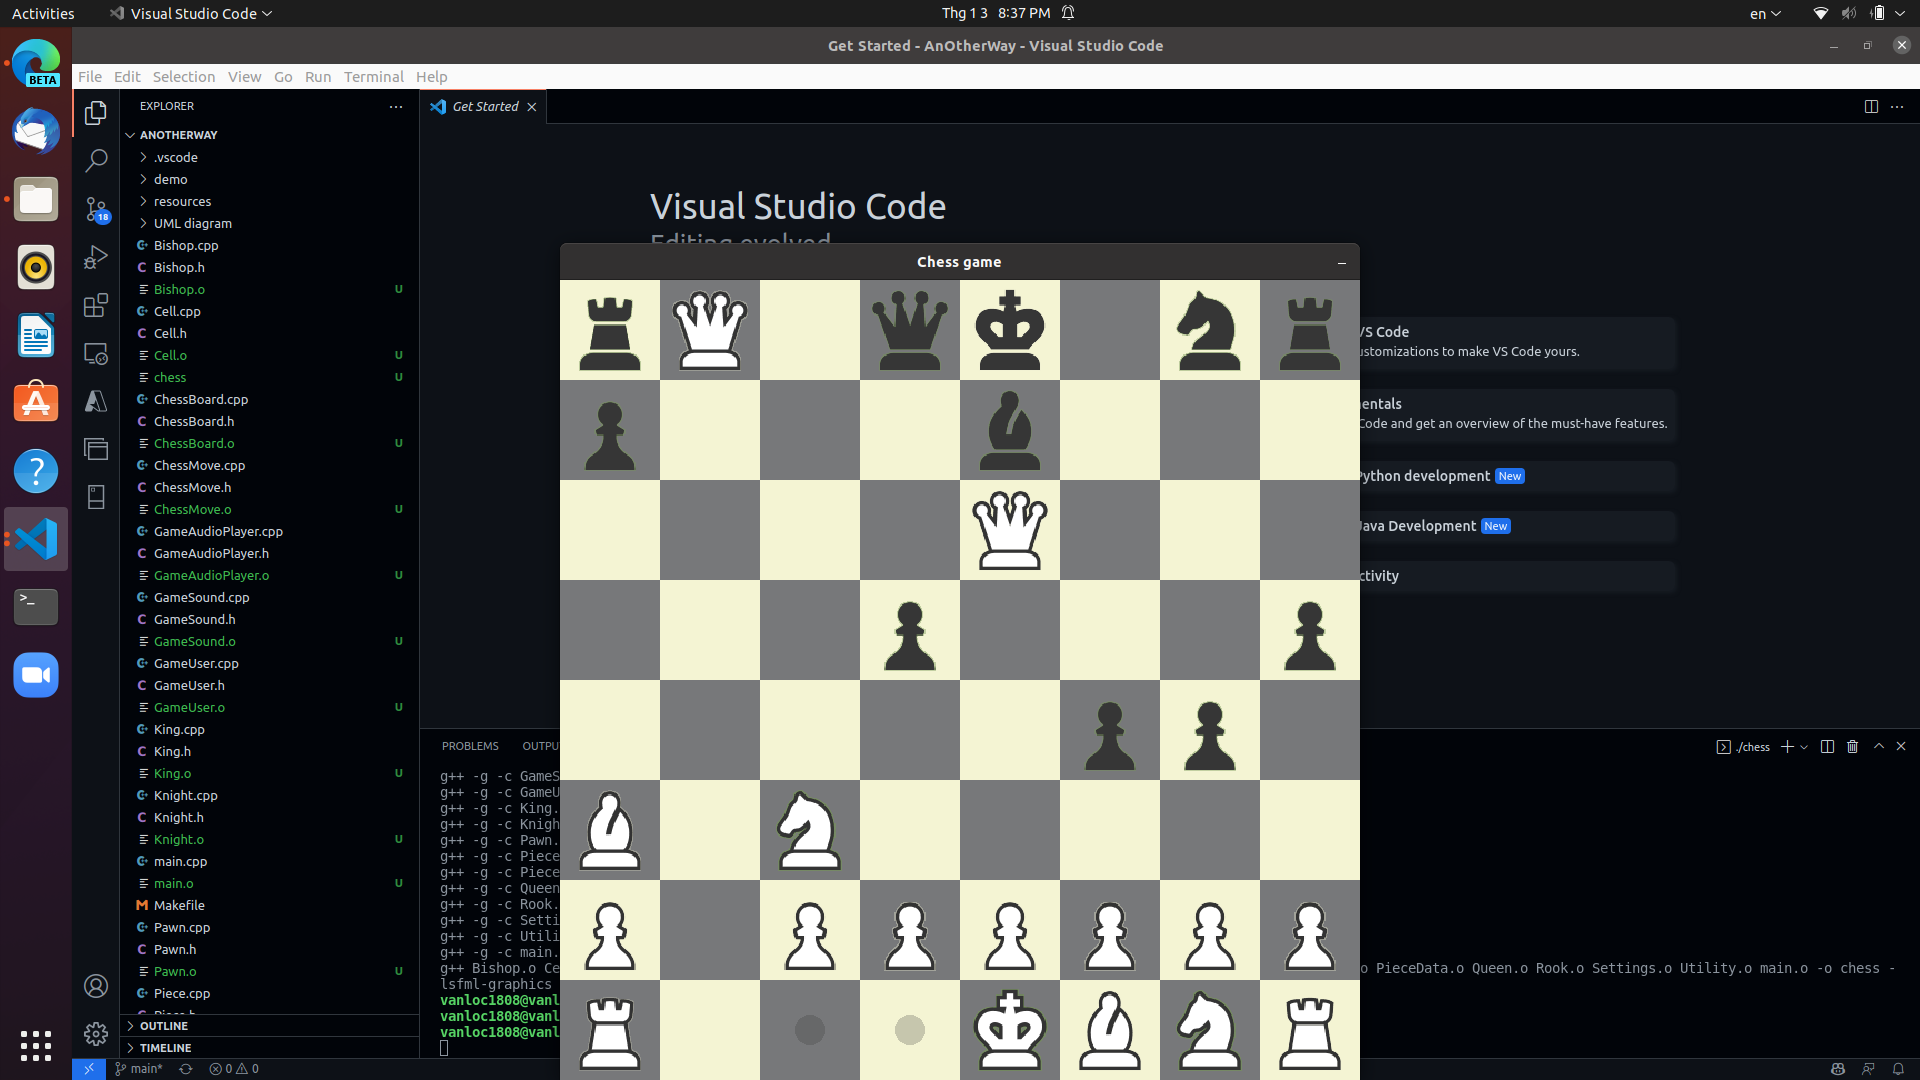 Activities
Visual Studio Code
Thg 1 3 8:37 PM
en
BETA
Get Started - AnOtherWay - Visual Studio Code
File Edit Selection View Go Run Terminal Help
EXPLORER
Get Started
ANOTHERWAY
.vscode
demo
resources
UML diagram
Bishop.cpp
Bishop.h
Bishop.o U
Cell.cpp
Cell.h
Cell.o U
chess U
ChessBoard.cpp
ChessBoard.h
ChessBoard.o U
ChessMove.cpp
ChessMove.h
ChessMove.o U
GameAudioPlayer.cpp
GameAudioPlayer.h
GameAudioPlayer.o U
GameSound.cpp
GameSound.h
GameSound.o U
GameUser.cpp
GameUser.h
GameUser.o U
King.cpp
King.h
King.o U
Knight.cpp
Knight.h
Knight.o U
main.cpp
main.o U
Makefile
Pawn.cpp
Pawn.h
Pawn.o U
Piece.cpp
Piece.h
OUTLINE
TIMELINE
18
Visual Studio Code
Editing evolved
Chess game
VS Code
ustomizations to make VS Code yours.
entals
Code and get an overview of the must-have features.
Python development New
Java Development New
ctivity
PROBLEMS OUTPU
./chess
g++ -g -c GameS
g++ -g -c GameU
g++ -g -c King.
g++ -g -c Knigh
g++ -g -c Pawn.
g++ -g -c Piece
g++ -g -c Piece
g++ -g -c Queen
g++ -g -c Rook.
g++ -g -c Setti
g++ -g -c Utili
g++ -g -c main.
g++ Bishop.o Ce o PieceData.o Queen.o Rook.o Settings.o Utility.o main.o -o chess -
lsfml-graphics
vanloc1808@vanl
vanloc1808@vanl
vanloc1808@vanl
main* 0 0